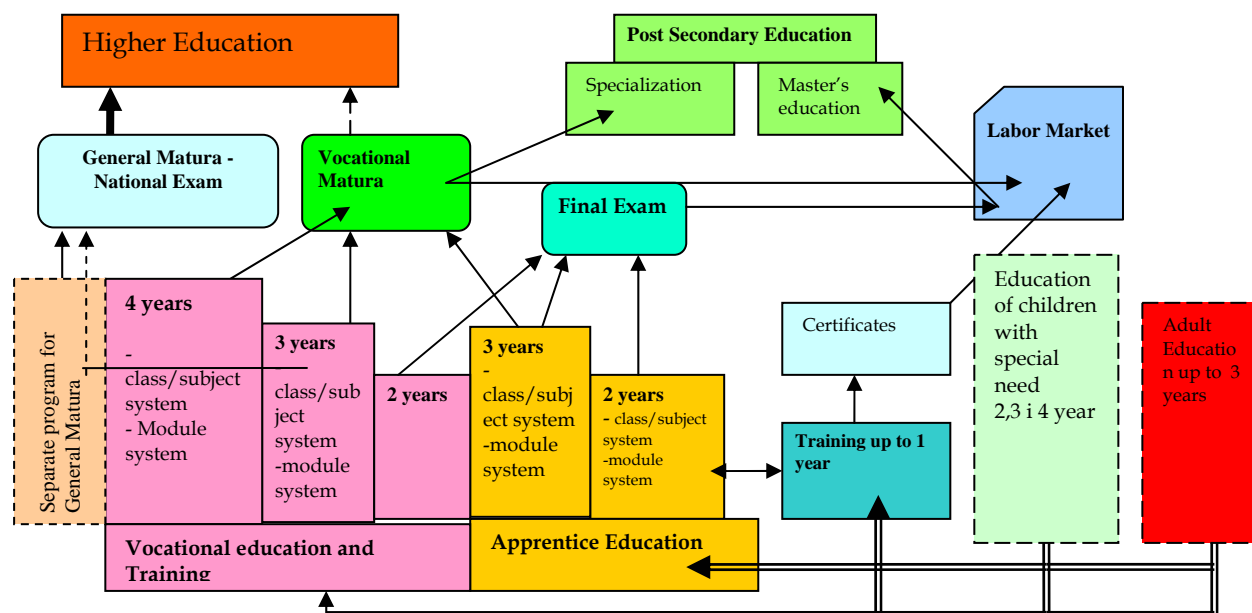 Higher Education
Post Secondary Education
Specialization
Master's
education
Labor Market
General Matura -
National Exam
Vocational
Matura
Final Exam
Separate program for
General Matura
4 years
-
class/subject
system
- Module
system
3 years
-
class/sub
ject
system
-module
system
2 years
3 years
-
class/subj
ect system
-module
system
2 years
- class/subject
system
-module
system
Certificates
Training up to 1
year
Education
of children
with
special
need
2,3 i 4 year
Adult
Educatio
n up to 3
years
Vocational education and
Training
Apprentice Education